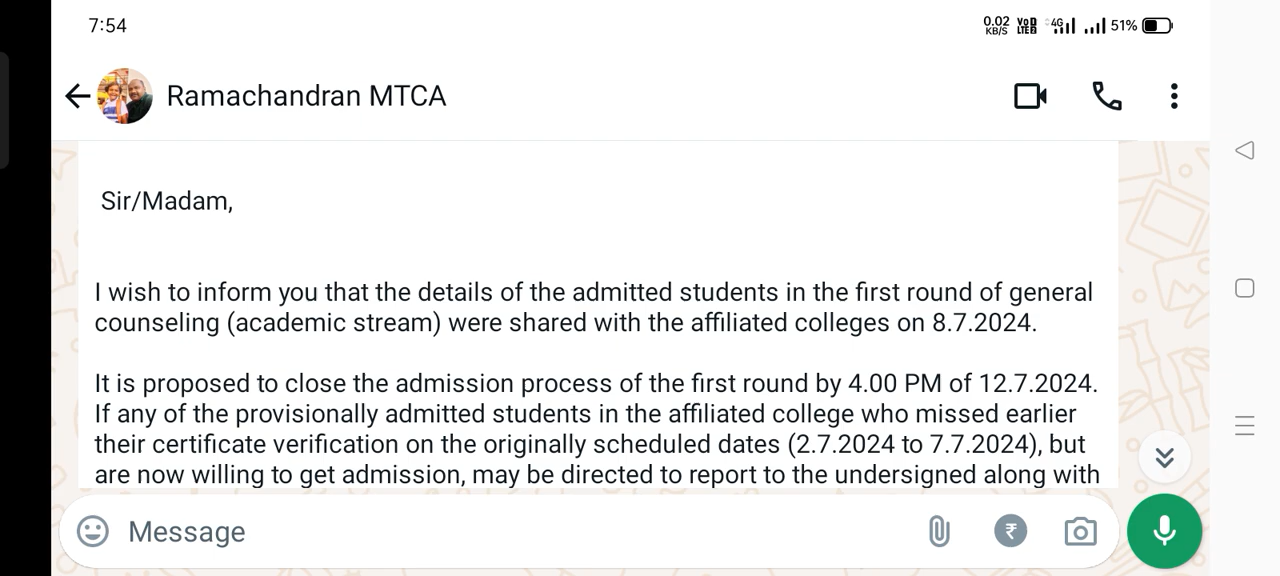 7:54
0.02 KB/S VoD LTE2 4G 51%
Ramachandran MTCA
Sir/Madam,
I wish to inform you that the details of the admitted students in the first round of general
counseling (academic stream) were shared with the affiliated colleges on 8.7.2024.
It is proposed to close the admission process of the first round by 4.00 PM of 12.7.2024.
If any of the provisionally admitted students in the affiliated college who missed earlier
their certificate verification on the originally scheduled dates (2.7.2024 to 7.7.2024), but
are now willing to get admission, may be directed to report to the undersigned along with
Message
₹